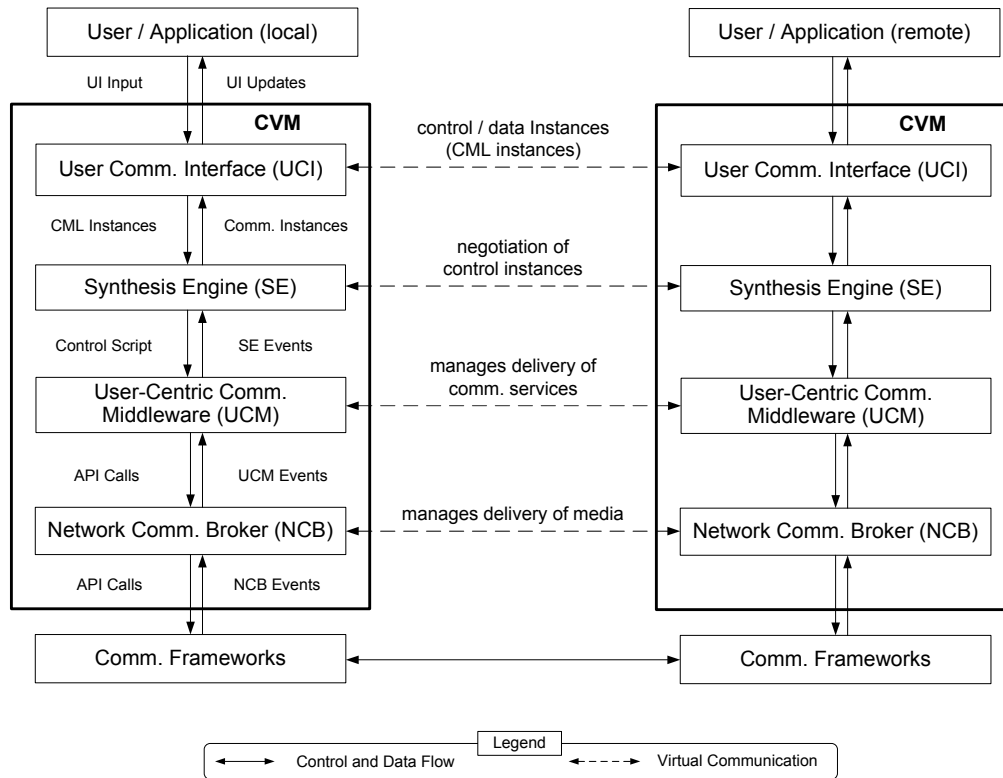 User / Application (local)
User / Application (remote)
UI Input
UI Updates
CVM
CVM
control / data Instances
(CML instances)
User Comm. Interface (UCI)
User Comm. Interface (UCI)
CML Instances
Comm. Instances
negotiation of
control instances
Synthesis Engine (SE)
Synthesis Engine (SE)
Control Script
SE Events
manages delivery of
comm. services
User-Centric Comm.
Middleware (UCM)
User-Centric Comm.
Middleware (UCM)
API Calls
UCM Events
manages delivery of media
Network Comm. Broker (NCB)
Network Comm. Broker (NCB)
API Calls
NCB Events
Comm. Frameworks
Comm. Frameworks
Legend
Control and Data Flow
Virtual Communication